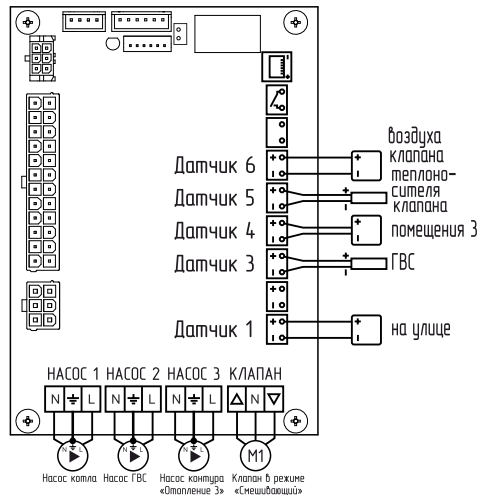 воздуха
клапана
Датчик 6
теплоно-
сителя
клапана
Датчик 5
Датчик 4
помещения 3
Датчик 3
ГВС
Датчик 1
на улице
НАСОС 1 НАСОС 2 НАСОС 3 КЛАПАН
N L N L N L N
N L N L N L M1
Насос котла Насос ГВС Насос контура Клапан в режиме
«Отопление 3» «Смешивающий»